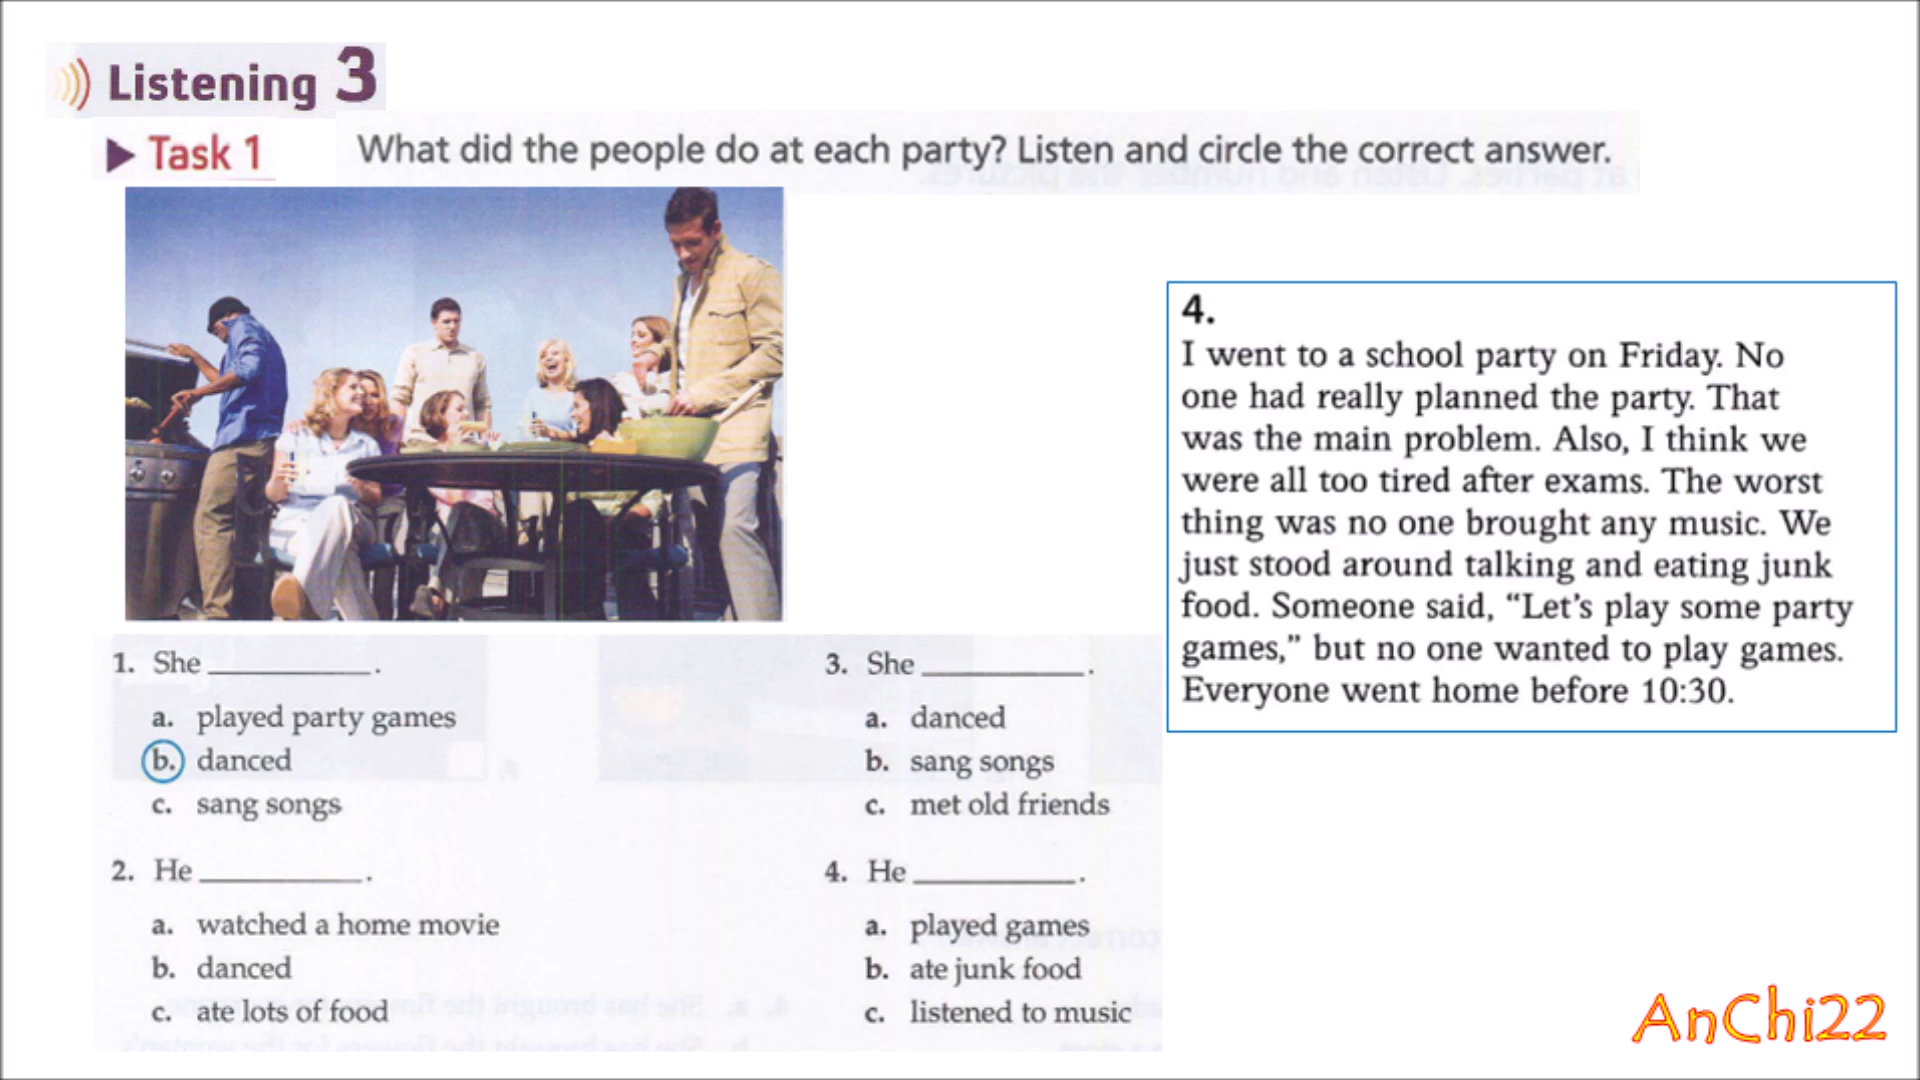 Listening 3
Task 1 What did the people do at each party? Listen and circle the correct answer.
1. She ___________.
a. played party games
b. danced
c. sang songs
2. He ___________.
a. watched a home movie
b. danced
c. ate lots of food
3. She ___________.
a. danced
b. sang songs
c. met old friends
4. He ___________.
a. played games
b. ate junk food
c. listened to music
4.
I went to a school party on Friday. No
one had really planned the party. That
was the main problem. Also, I think we
were all too tired after exams. The worst
thing was no one brought any music. We
just stood around talking and eating junk
food. Someone said, “Let’s play some party
games,” but no one wanted to play games.
Everyone went home before 10:30.
AnChi22